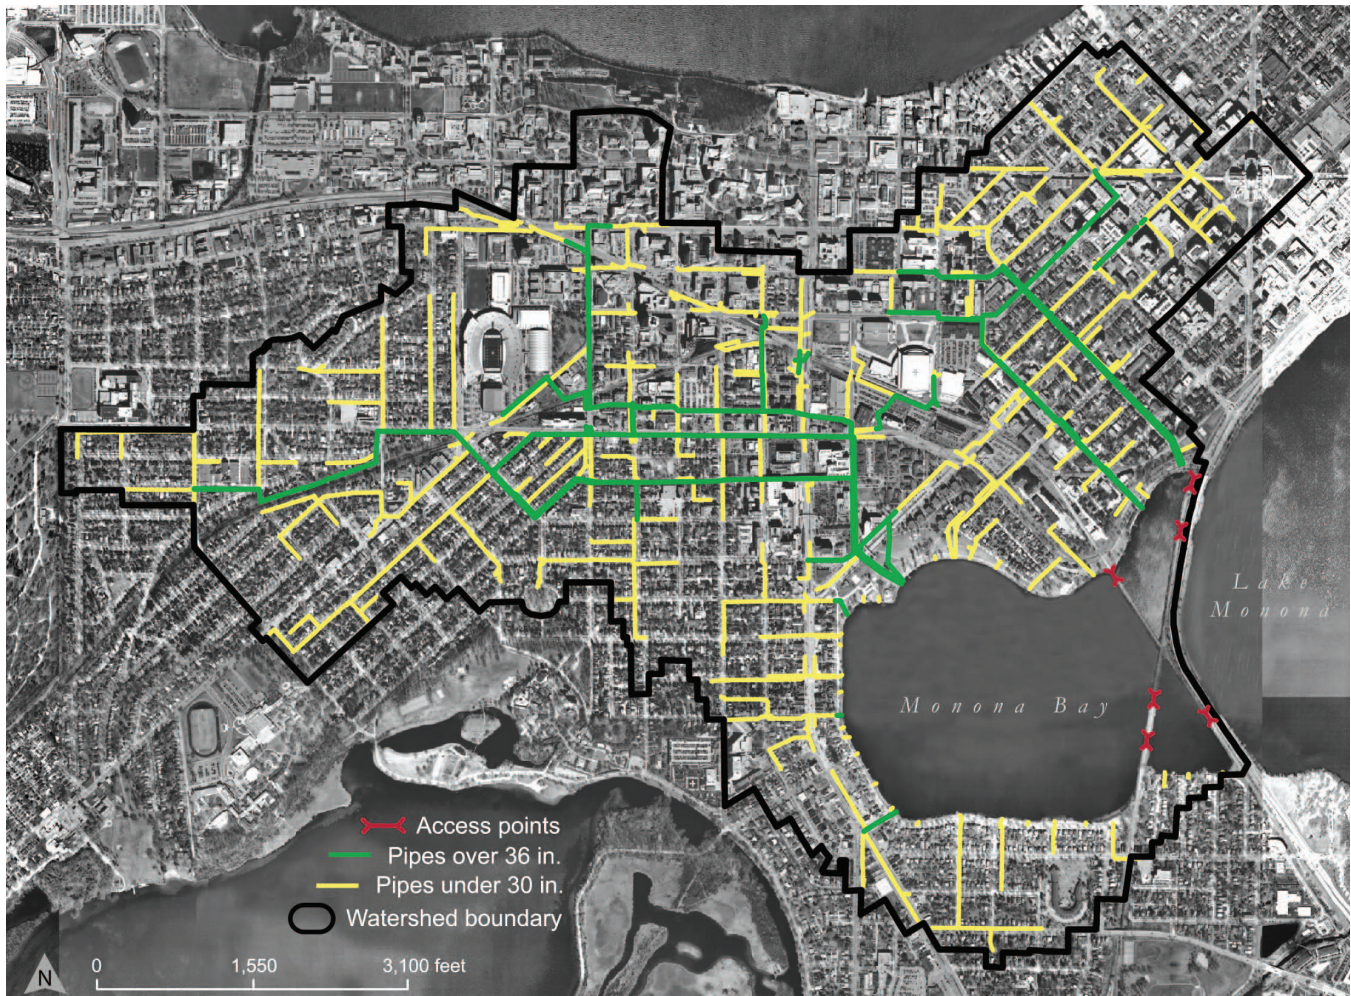 Lake
Monona
Monona Bay
Access points
Pipes over 36 in.
Pipes under 30 in.
Watershed boundary
N
0 1,550 3,100 feet